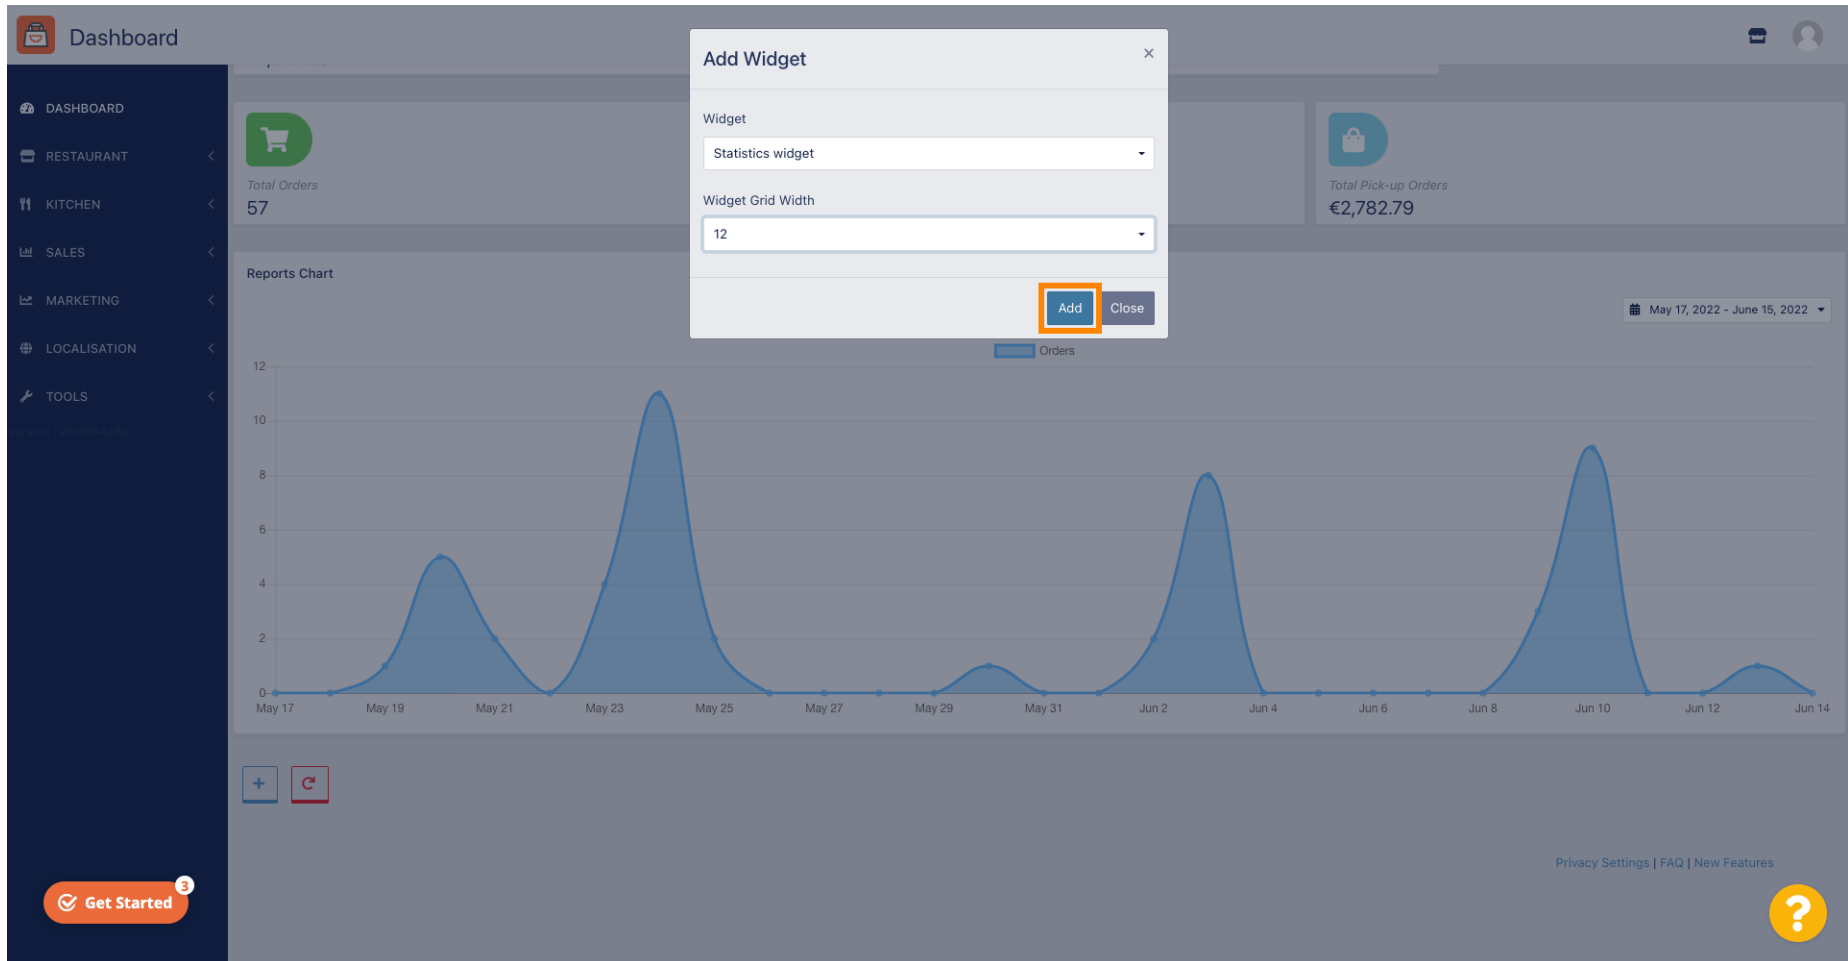 Dashboard
Add Widget
×
Widget
Statistics widget
Widget Grid Width
12
Add
Close
DASHBOARD
RESTAURANT
KITCHEN
SALES
MARKETING
LOCALISATION
TOOLS
Total Orders
57
Total Pick-up Orders
€2,782.79
Reports Chart
May 17, 2022 - June 15, 2022
Orders
12
10
8
6
4
2
0
May 17 May 19 May 21 May 23 May 25 May 27 May 29 May 31 Jun 2 Jun 4 Jun 6 Jun 8 Jun 10 Jun 12 Jun 14
+
Privacy Settings | FAQ | New Features
Get Started
3
?